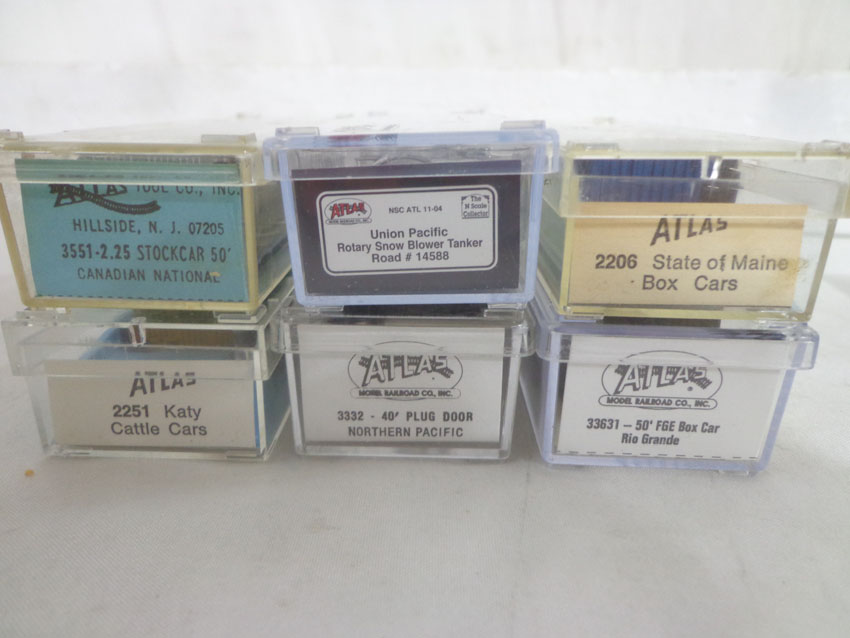 ATLAS TOOL CO., INC.
HILLSIDE, N. J. 07205
3551-2.25 STOCKCAR 50'
CANADIAN NATIONAL
ATLAS
NSC ATL 11-04
The
N Scale
Collector
Union Pacific
Rotary Snow Blower Tanker
Road # 14588
ATLAS
2206 State of Maine
Box Cars
ATLAS
2251 Katy
Cattle Cars
ATLAS
MODEL RAILROAD CO., INC.
3332 - 40' PLUG DOOR
NORTHERN PACIFIC
ATLAS
MODEL RAILROAD CO., INC.
33631 – 50' FGE Box Car
Rio Grande